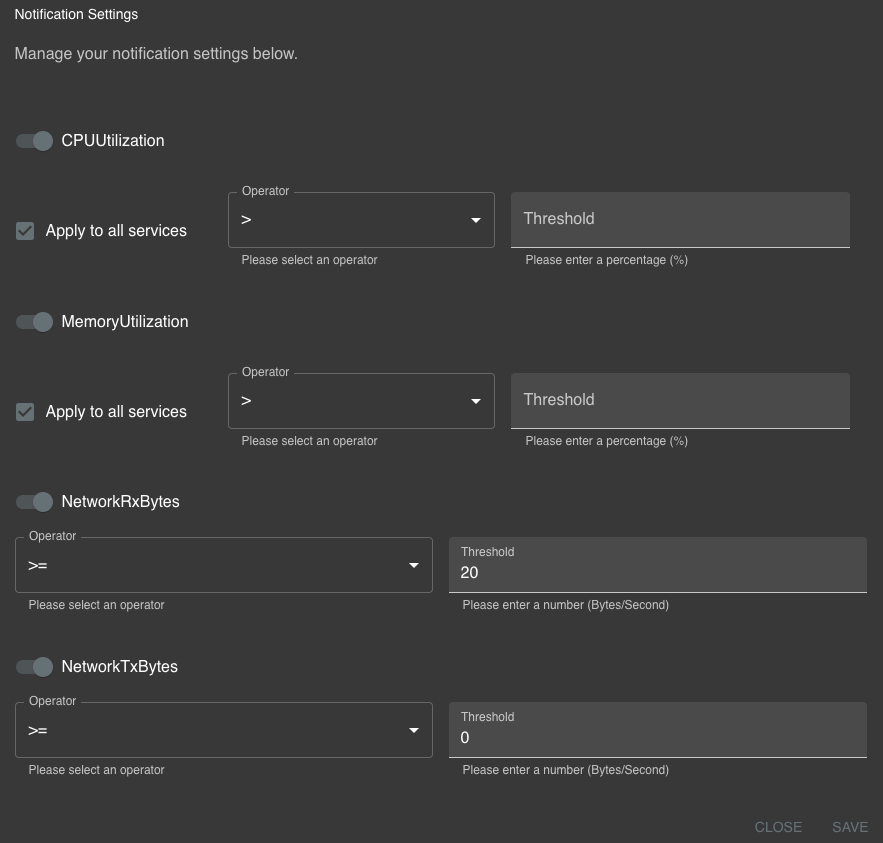 Notification Settings
Manage your notification settings below.
CPUUtilization
Apply to all services
Operator
>
Please select an operator
Threshold
Please enter a percentage (%)
MemoryUtilization
Apply to all services
Operator
>
Please select an operator
Threshold
Please enter a percentage (%)
NetworkRxBytes
Operator
>=
Please select an operator
Threshold
20
Please enter a number (Bytes/Second)
NetworkTxBytes
Operator
>=
Please select an operator
Threshold
0
Please enter a number (Bytes/Second)
CLOSE SAVE